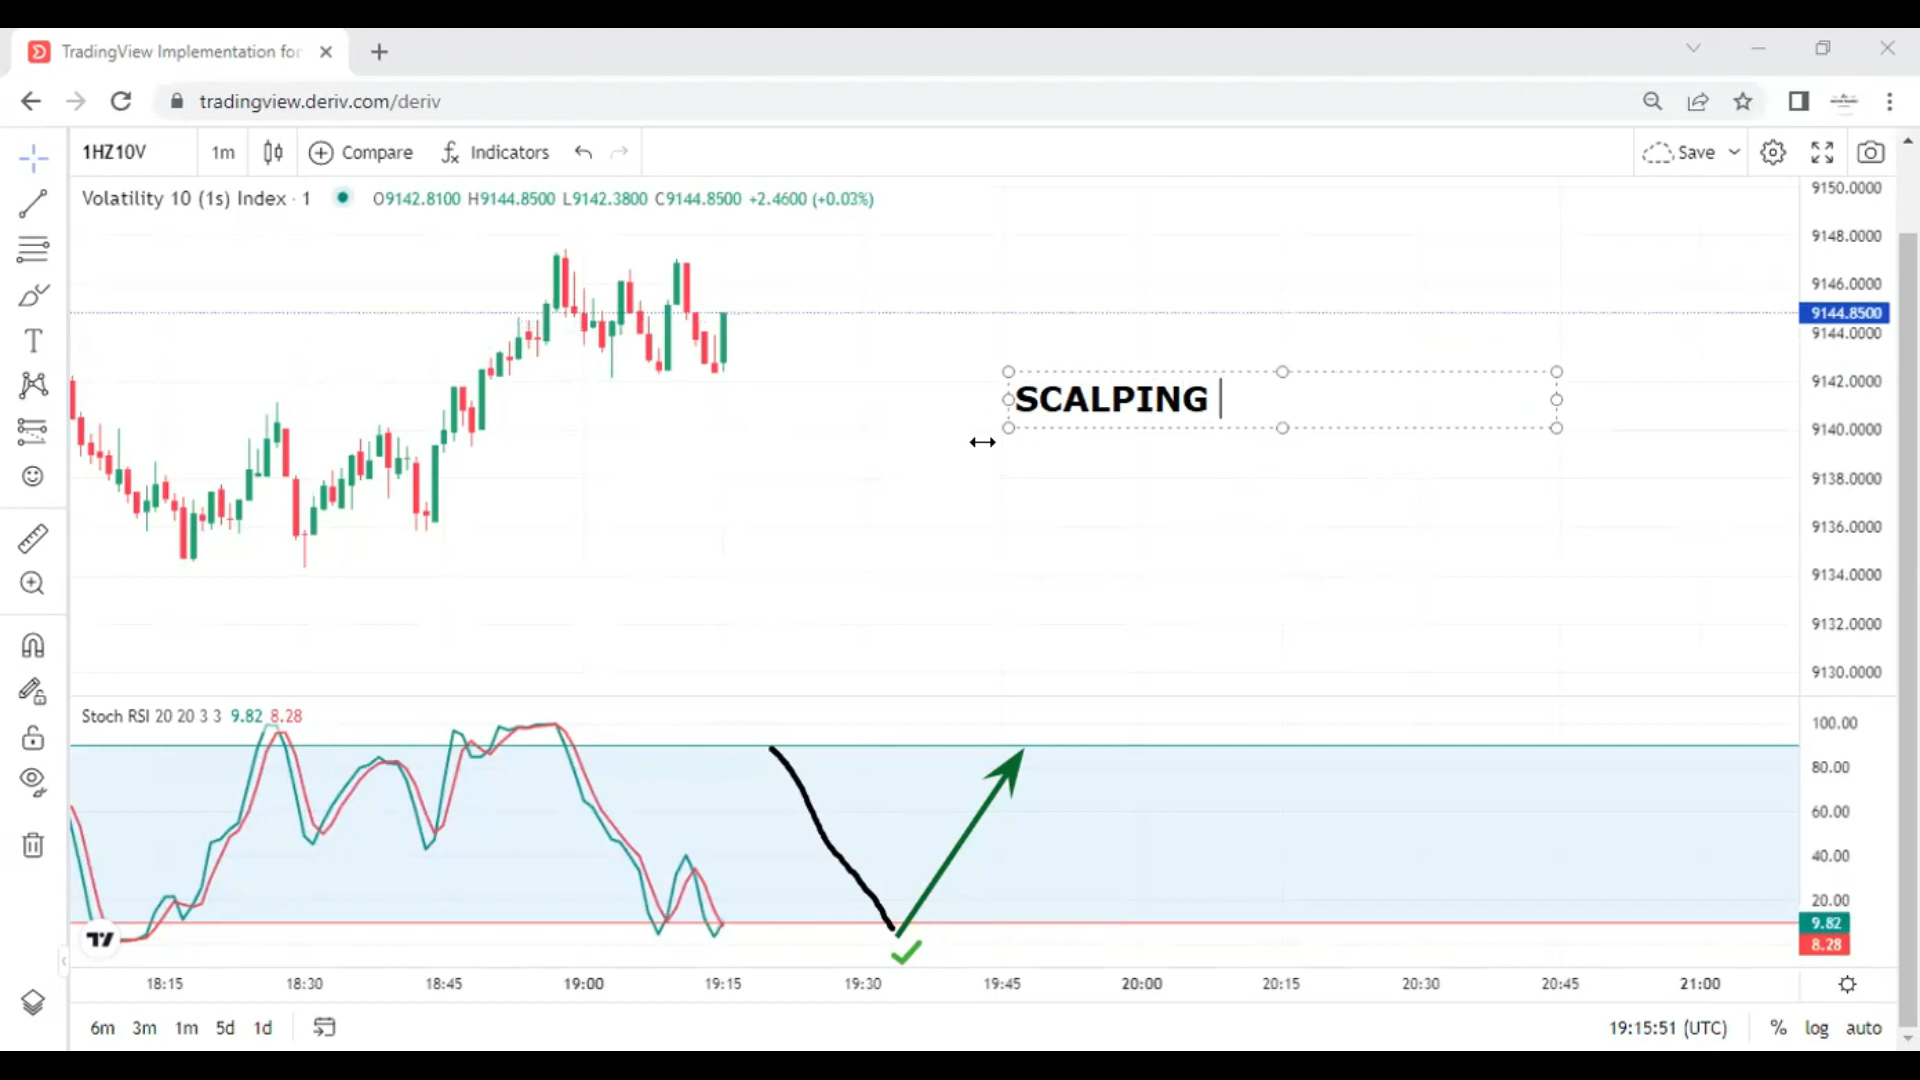 TradingView Implementation for
tradingview.deriv.com/deriv
1HZ10V 1m Compare Indicators Save
Volatility 10 (1s) Index · 1 O9142.8100 H9144.8500 L9142.3800 C9144.8500 +2.4600 (+0.03%)
9150.0000
9148.0000
9146.0000
9144.8500
9144.0000
9142.0000
SCALPING
9140.0000
9138.0000
9136.0000
9134.0000
9132.0000
9130.0000
Stoch RSI 20 20 3 3 9.82 8.28
100.00
80.00
60.00
40.00
20.00
9.82
8.28
18:15 18:30 18:45 19:00 19:15 19:30 19:45 20:00 20:15 20:30 20:45 21:00
6m 3m 1m 5d 1d 19:15:51 (UTC) % log auto